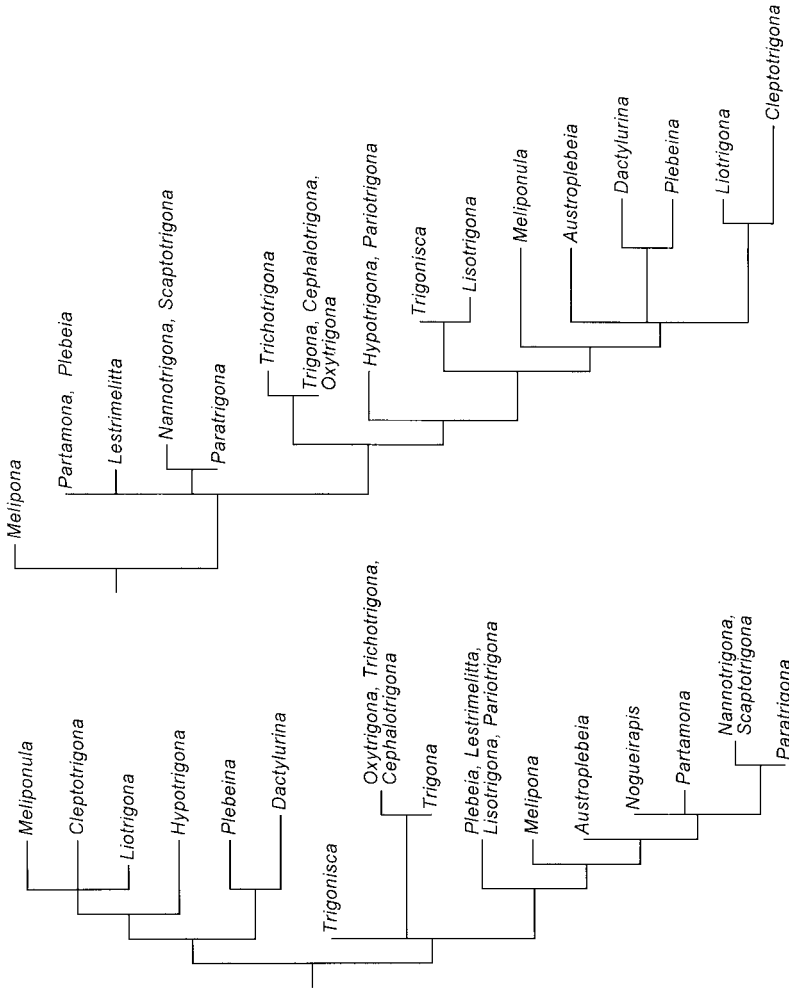 Melipona
Partamona, Plebeia
Lestrimelitta
Nannotrigona, Scaptotrigona
Paratrigona
Trichotrigona
Trigona, Cephalotrigona,
Oxytrigona
Hypotrigona, Pariotrigona
Trigonisca
Lisotrigona
Meliponula
Austroplebeia
Dactylurina
Plebeina
Liotrigona
Cleptotrigona
Meliponula
Cleptotrigona
Liotrigona
Hypotrigona
Plebeina
Dactylurina
Trigonisca
Oxytrigona, Trichotrigona,
Cephalotrigona
Trigona
Plebeia, Lestrimelitta,
Lisotrigona, Pariotrigona
Melipona
Austroplebeia
Nogueirapis
Partamona
Nannotrigona,
Scaptotrigona
Paratrigona